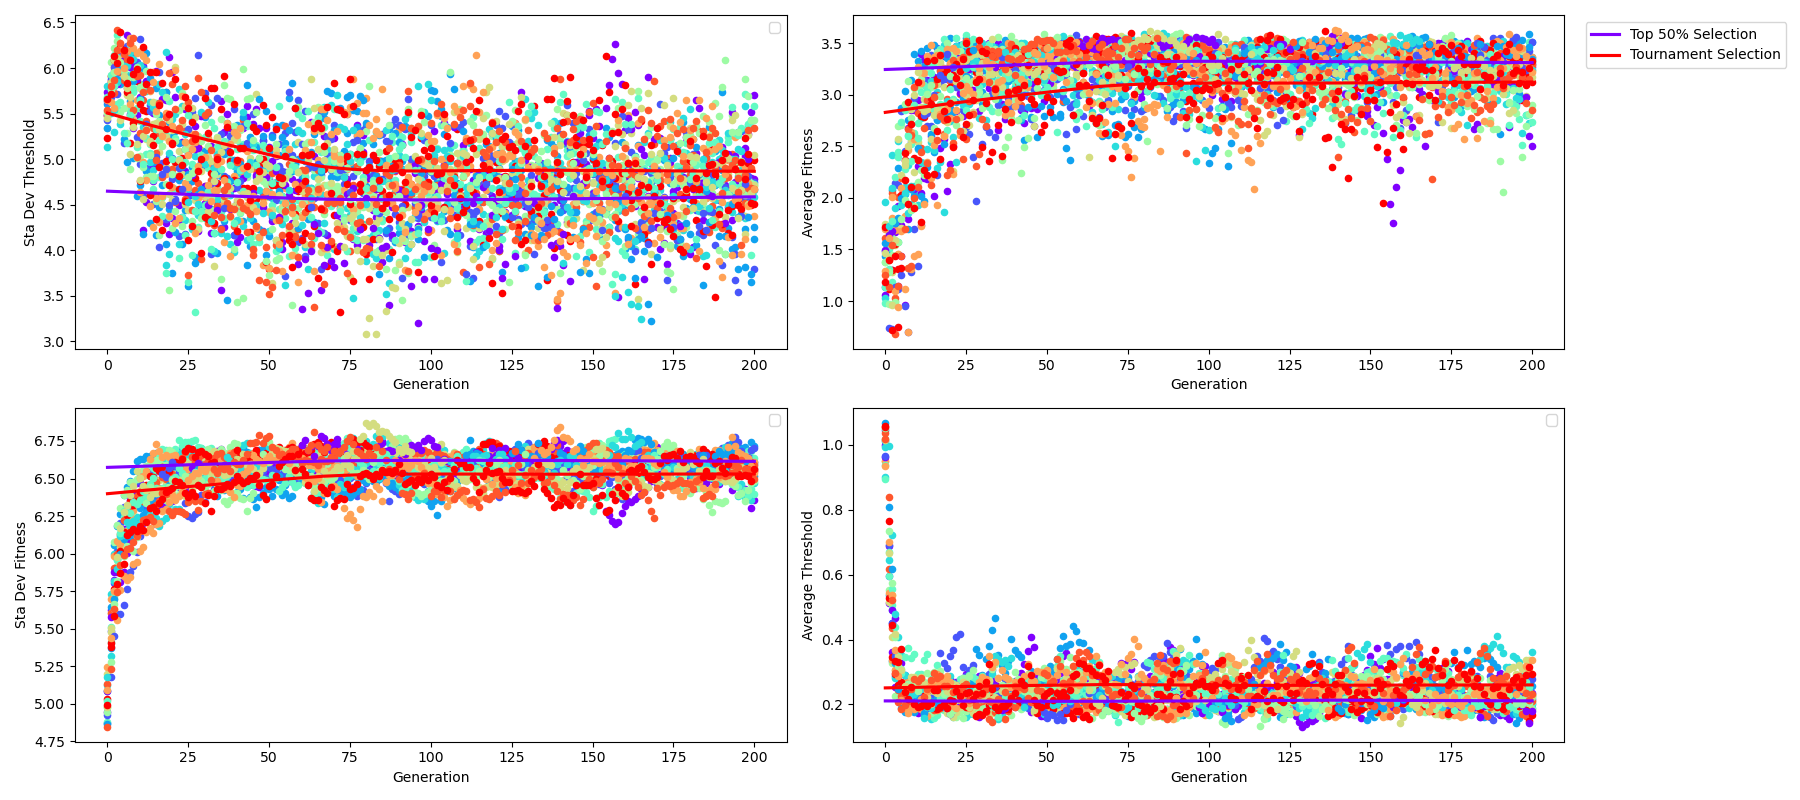 6.5
6.0
5.5
5.0
4.5
4.0
3.5
3.0
Sta Dev Threshold
0 25 50 75 100 125 150 175 200
Generation
3.5
3.0
2.5
2.0
1.5
1.0
Average Fitness
0 25 50 75 100 125 150 175 200
Generation
Top 50% Selection
Tournament Selection
6.75
6.50
6.25
6.00
5.75
5.50
5.25
5.00
4.75
Sta Dev Fitness
0 25 50 75 100 125 150 175 200
Generation
1.0
0.8
0.6
0.4
0.2
Average Threshold
0 25 50 75 100 125 150 175 200
Generation